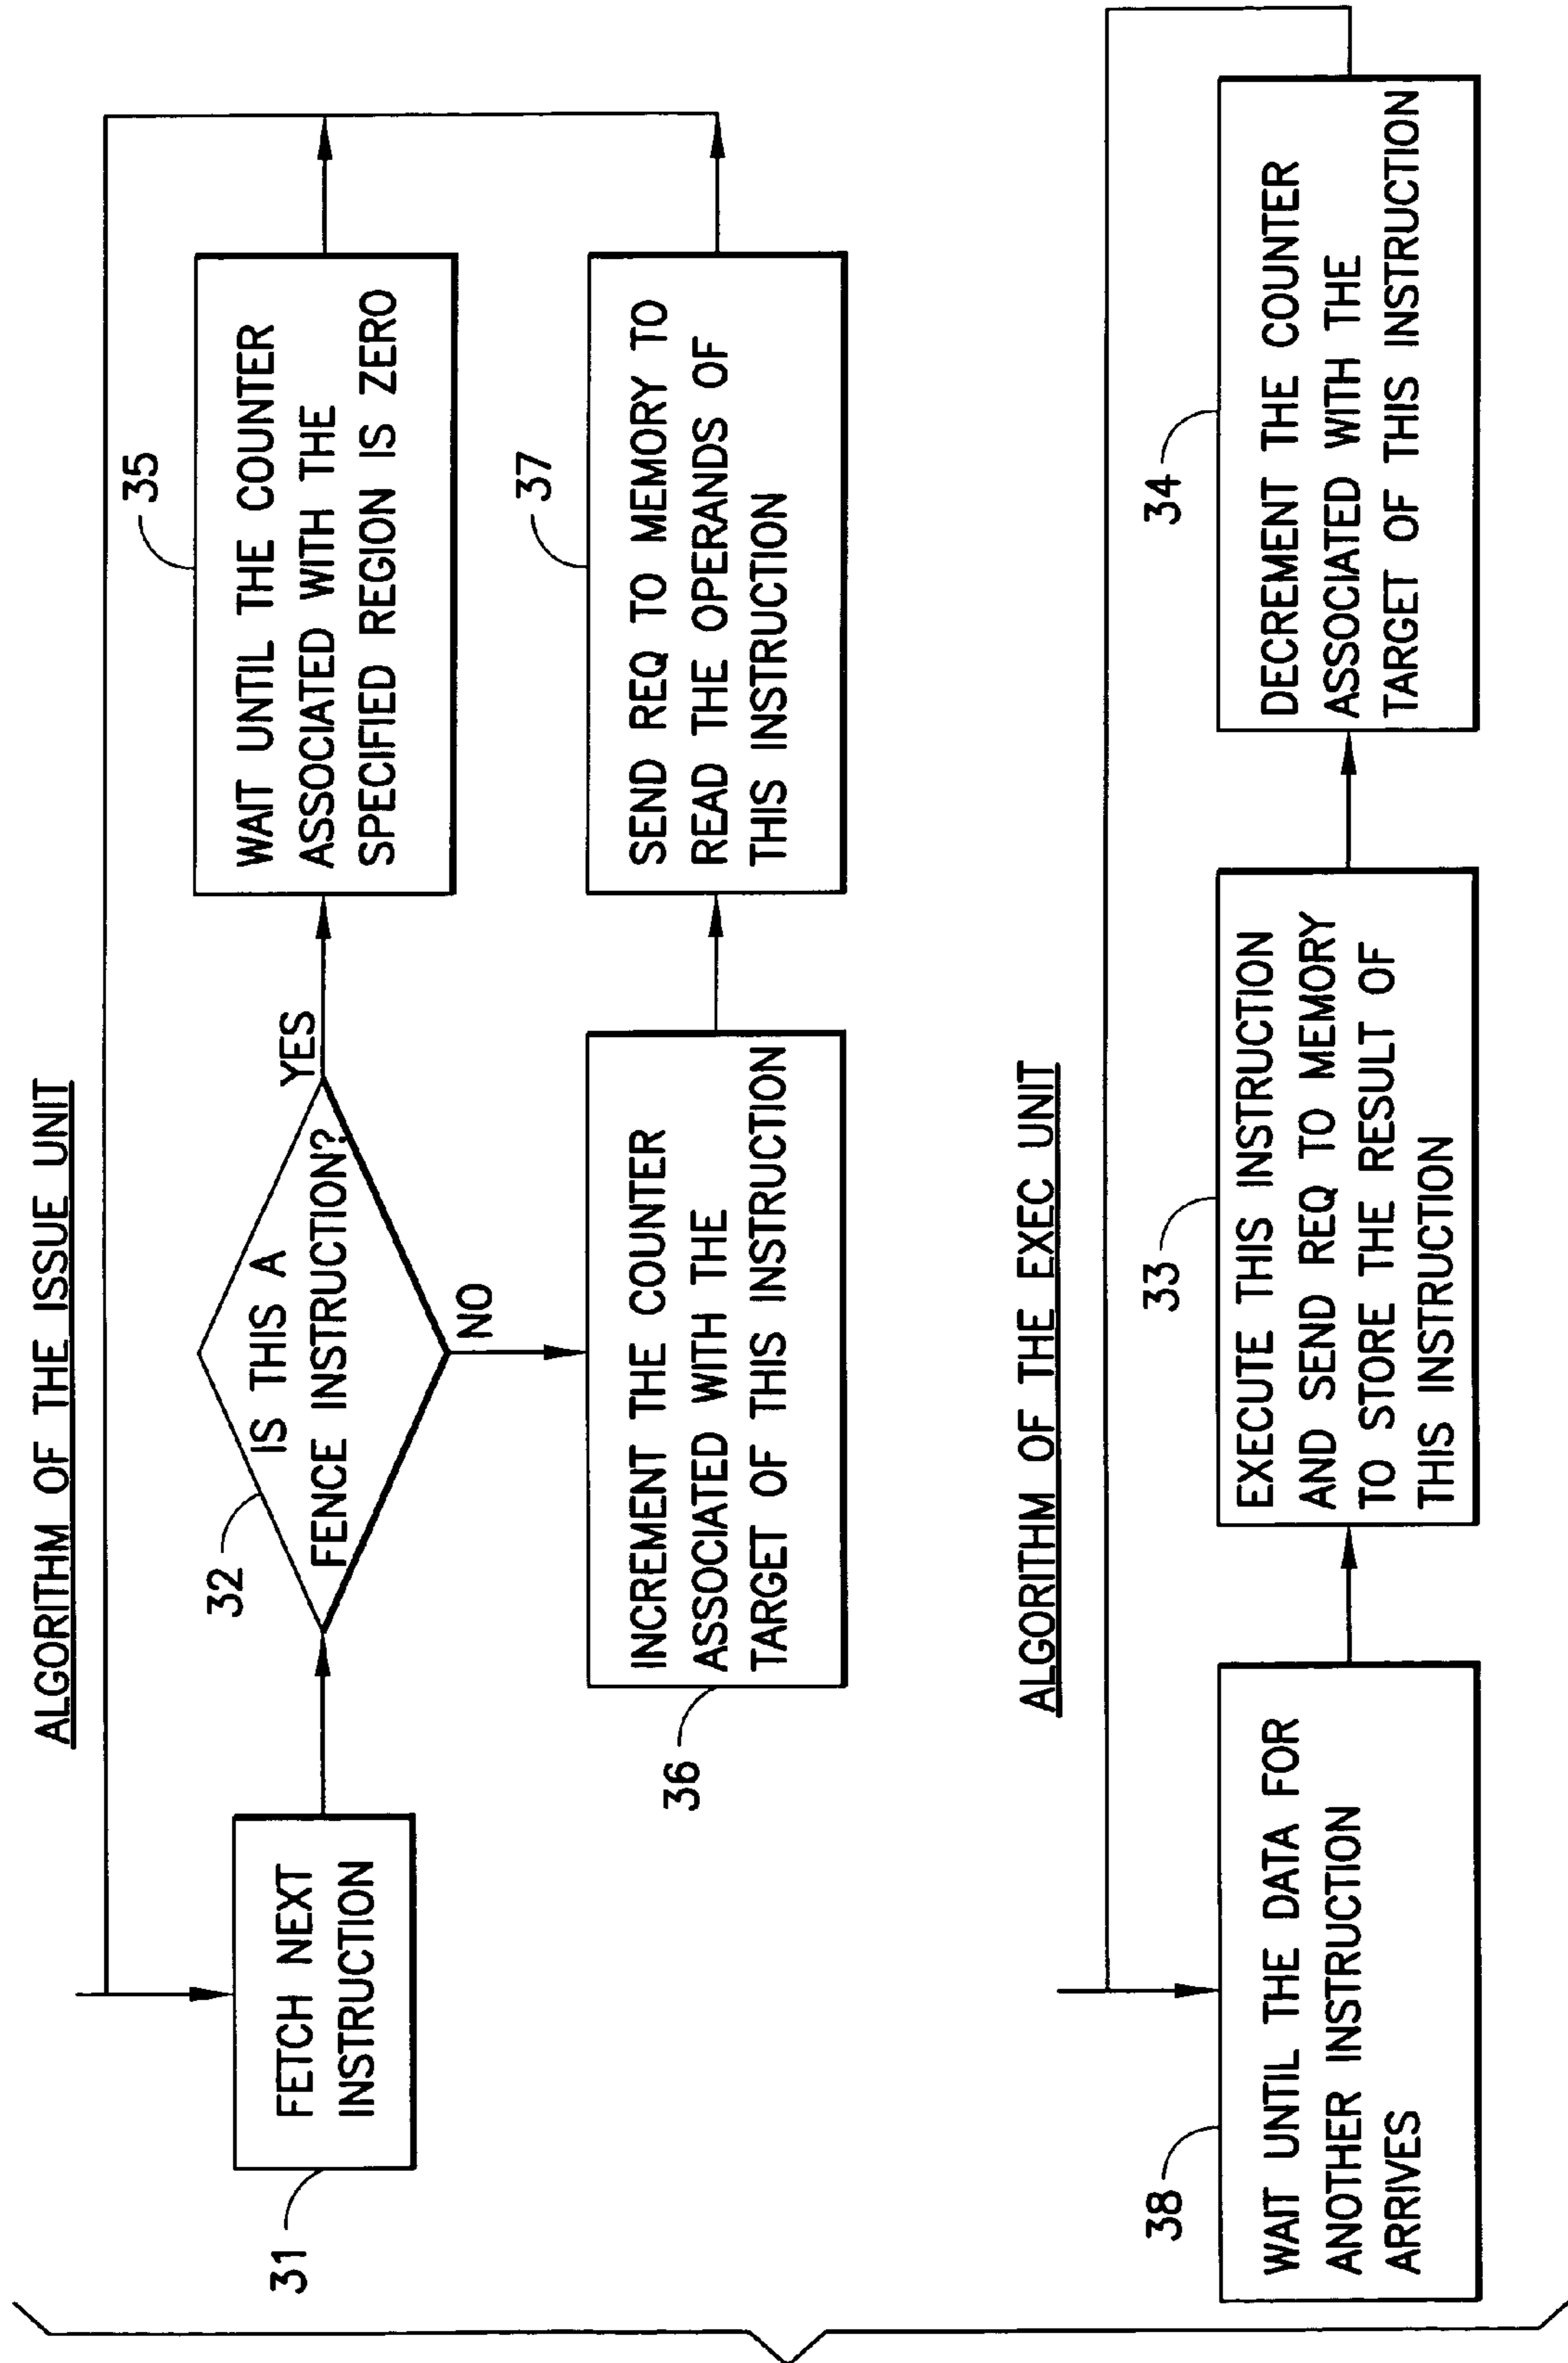 ALGORITHM OF THE ISSUE UNIT
31
FETCH NEXT
INSTRUCTION
32
IS THIS A
FENCE INSTRUCTION?
YES
NO
35
WAIT UNTIL THE COUNTER
ASSOCIATED WITH THE
SPECIFIED REGION IS ZERO
36
INCREMENT THE COUNTER
ASSOCIATED WITH THE
TARGET OF THIS INSTRUCTION
37
SEND REQ TO MEMORY TO
READ THE OPERANDS OF
THIS INSTRUCTION
ALGORITHM OF THE EXEC UNIT
38
WAIT UNTIL THE DATA FOR
ANOTHER INSTRUCTION
ARRIVES
33
EXECUTE THIS INSTRUCTION
AND SEND REQ TO MEMORY
TO STORE THE RESULT OF
THIS INSTRUCTION
34
DECREMENT THE COUNTER
ASSOCIATED WITH THE
TARGET OF THIS INSTRUCTION